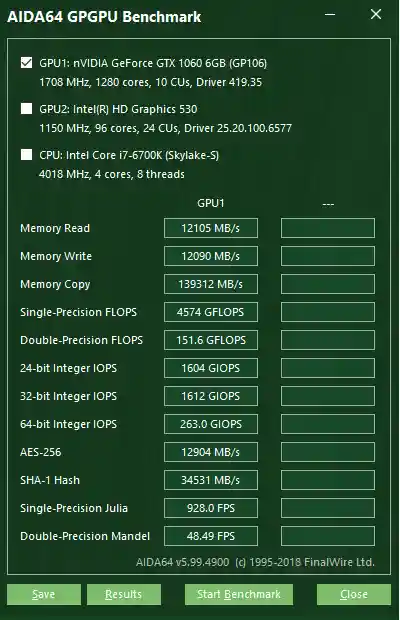 AIDA64 GPGPU Benchmark
GPU1: nVIDIA GeForce GTX 1060 6GB (GP106)
1708 MHz, 1280 cores, 10 CUs, Driver 419.35
GPU2: Intel(R) HD Graphics 530
1150 MHz, 96 cores, 24 CUs, Driver 25.20.100.6577
CPU: Intel Core i7-6700K (Skylake-S)
4018 MHz, 4 cores, 8 threads
GPU1 ---
Memory Read 12105 MB/s
Memory Write 12090 MB/s
Memory Copy 139312 MB/s
Single-Precision FLOPS 4574 GFLOPS
Double-Precision FLOPS 151.6 GFLOPS
24-bit Integer IOPS 1604 GIOPS
32-bit Integer IOPS 1612 GIOPS
64-bit Integer IOPS 263.0 GIOPS
AES-256 12904 MB/s
SHA-1 Hash 34531 MB/s
Single-Precision Julia 928.0 FPS
Double-Precision Mandel 48.49 FPS
AIDA64 v5.99.4900 (c) 1995-2018 FinalWire Ltd.
Save Results Start Benchmark Close